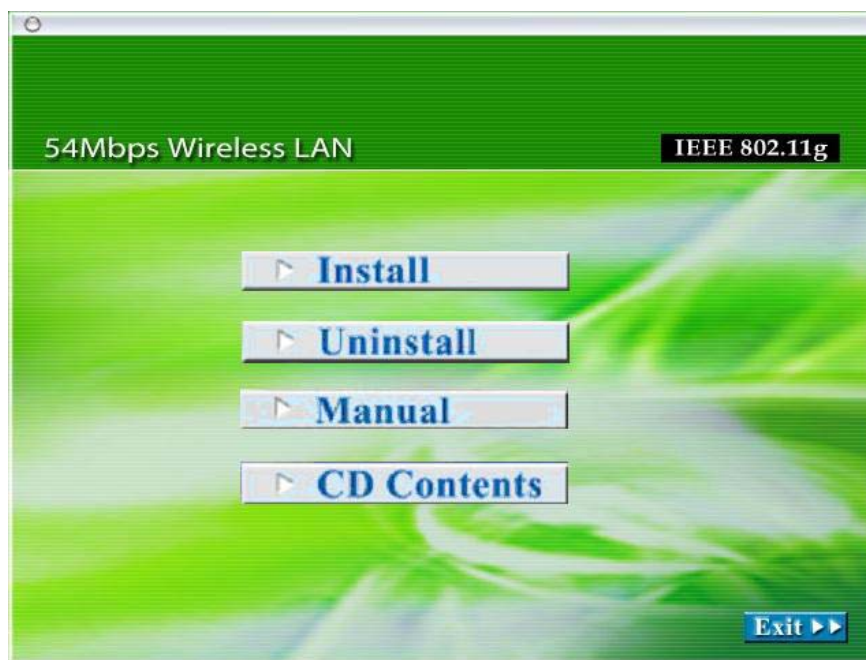 54Mbps Wireless LAN
IEEE 802.11g
Install
Uninstall
Manual
CD Contents
Exit